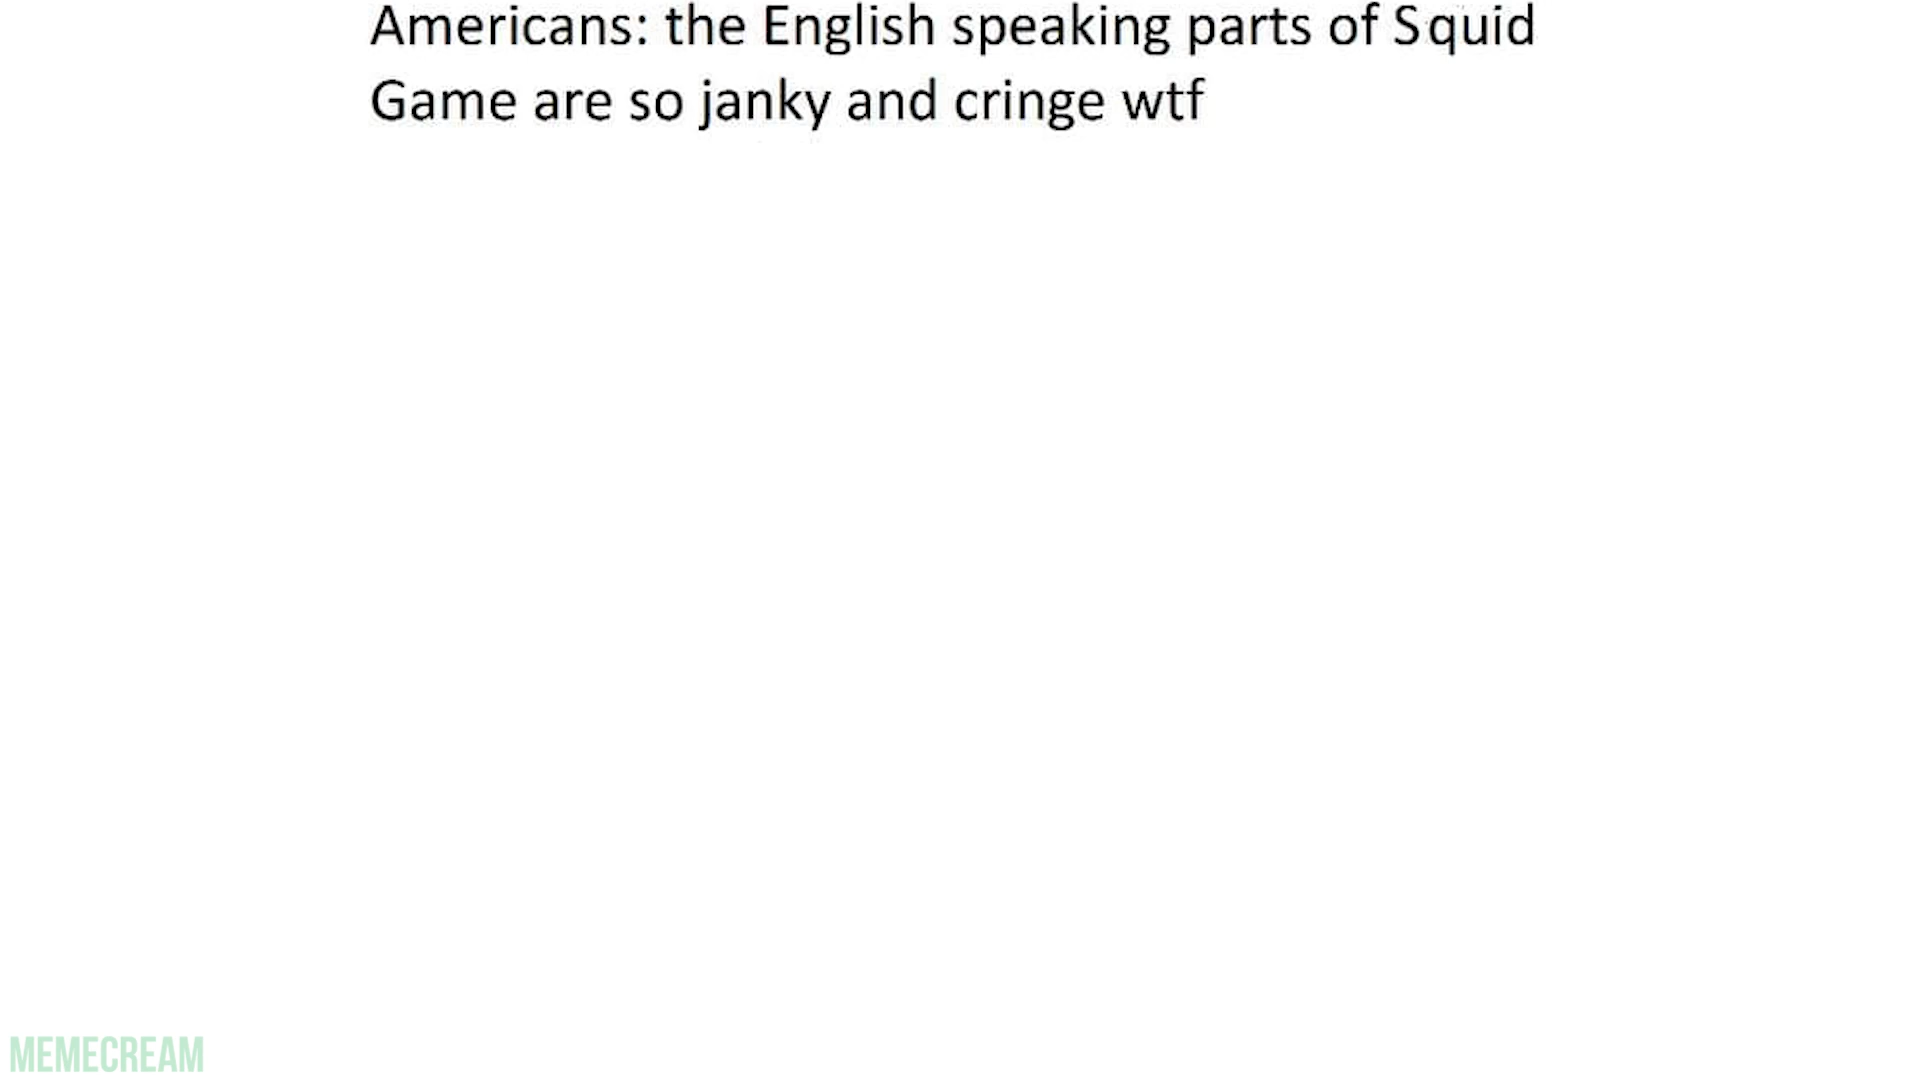 Americans: the English speaking parts of Squid
Game are so janky and cringe wtf
MEMECREAM